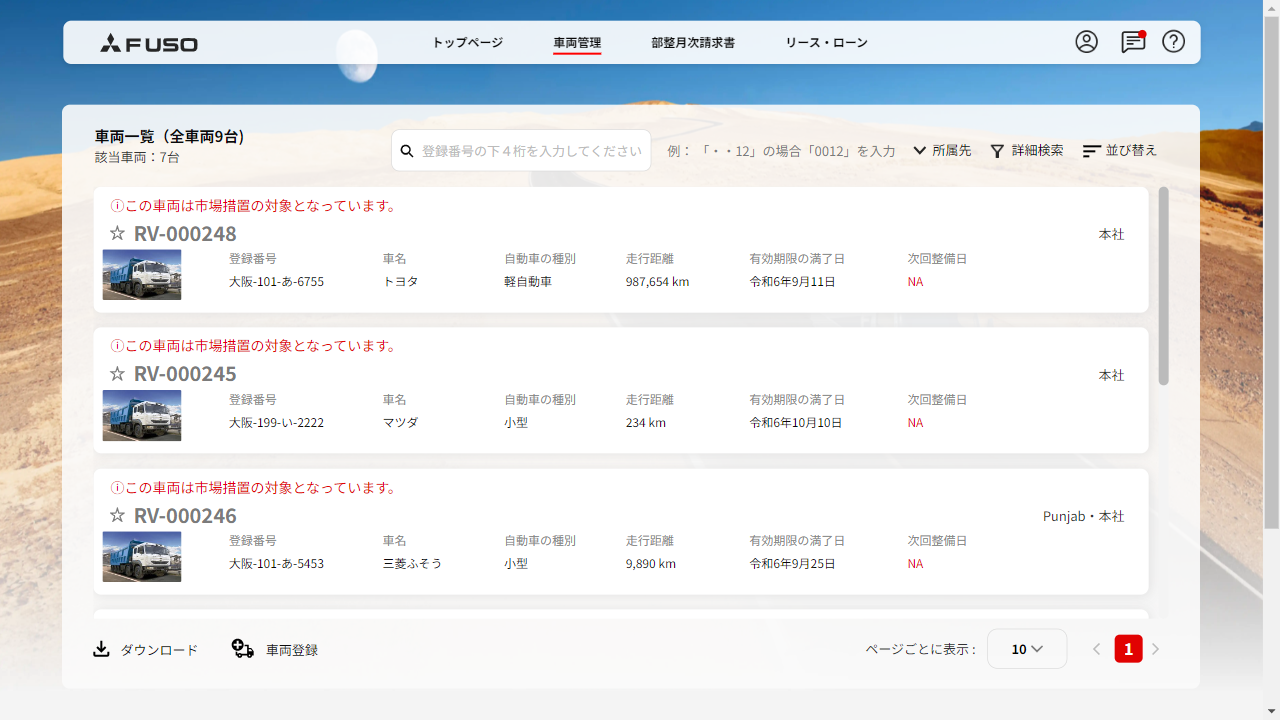 FUSO
トップページ
車両管理
部整月次請求書
リース・ローン
車両一覧（全車両9台)
該当車両：7台
登録番号の下４桁を入力してください
例： 「・・12」の場合「0012」を入力
所属先
詳細検索
並び替え
この車両は市場措置の対象となっています。
RV-000248
本社
登録番号 車名 自動車の種別 走行距離 有効期限の満了日 次回整備日
大阪-101-あ-6755 トヨタ 軽自動車 987,654 km 令和6年9月11日 NA
この車両は市場措置の対象となっています。
RV-000245
本社
登録番号 車名 自動車の種別 走行距離 有効期限の満了日 次回整備日
大阪-199-い-2222 マツダ 小型 234 km 令和6年10月10日 NA
この車両は市場措置の対象となっています。
RV-000246
Punjab・本社
登録番号 車名 自動車の種別 走行距離 有効期限の満了日 次回整備日
大阪-101-あ-5453 三菱ふそう 小型 9,890 km 令和6年9月25日 NA
ダウンロード
車両登録
ページごとに表示 :
10
1